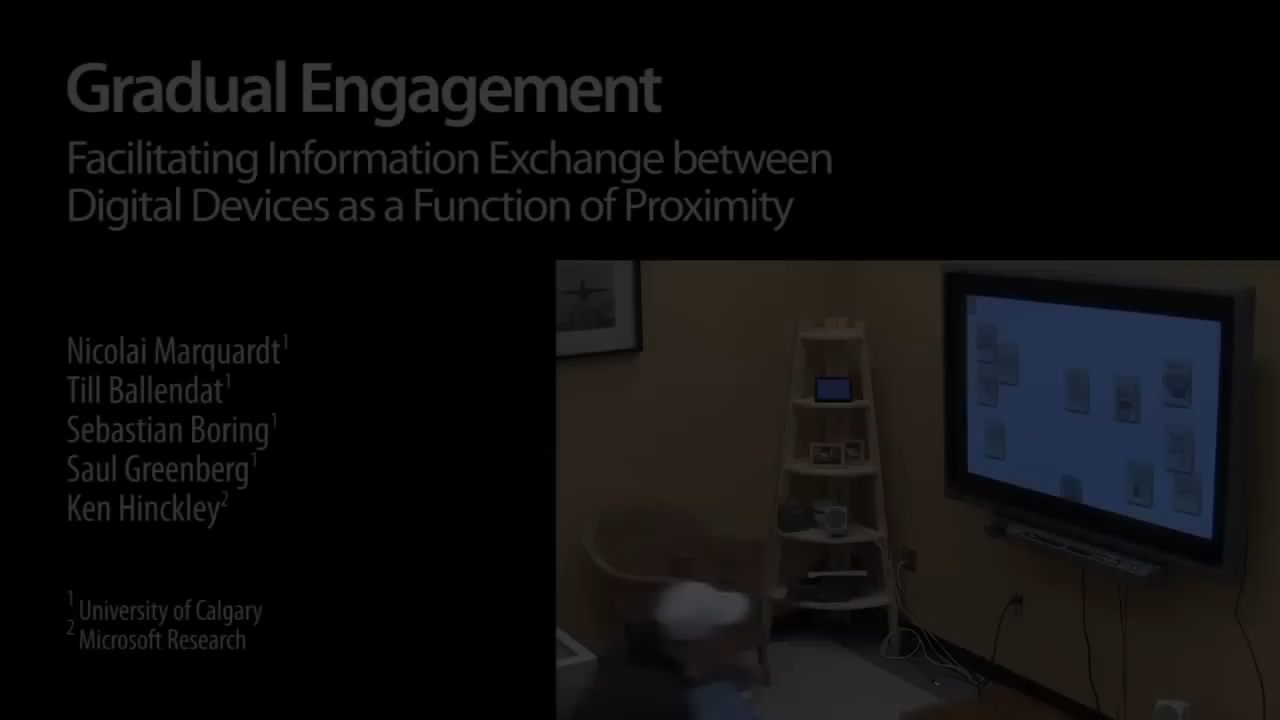 Gradual Engagement
Facilitating Information Exchange between
Digital Devices as a Function of Proximity
Nicolai Marquardt¹
Till Ballendat¹
Sebastian Boring¹
Saul Greenberg¹
Ken Hinckley²
¹ University of Calgary
² Microsoft Research